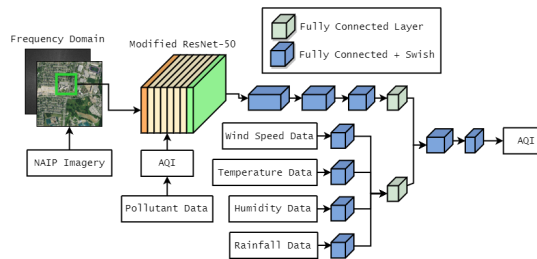 Frequency Domain
Modified ResNet-50
Fully Connected Layer
Fully Connected + Swish
NAIP Imagery
AQI
Pollutant Data
Wind Speed Data
Temperature Data
Humidity Data
Rainfall Data
AQI